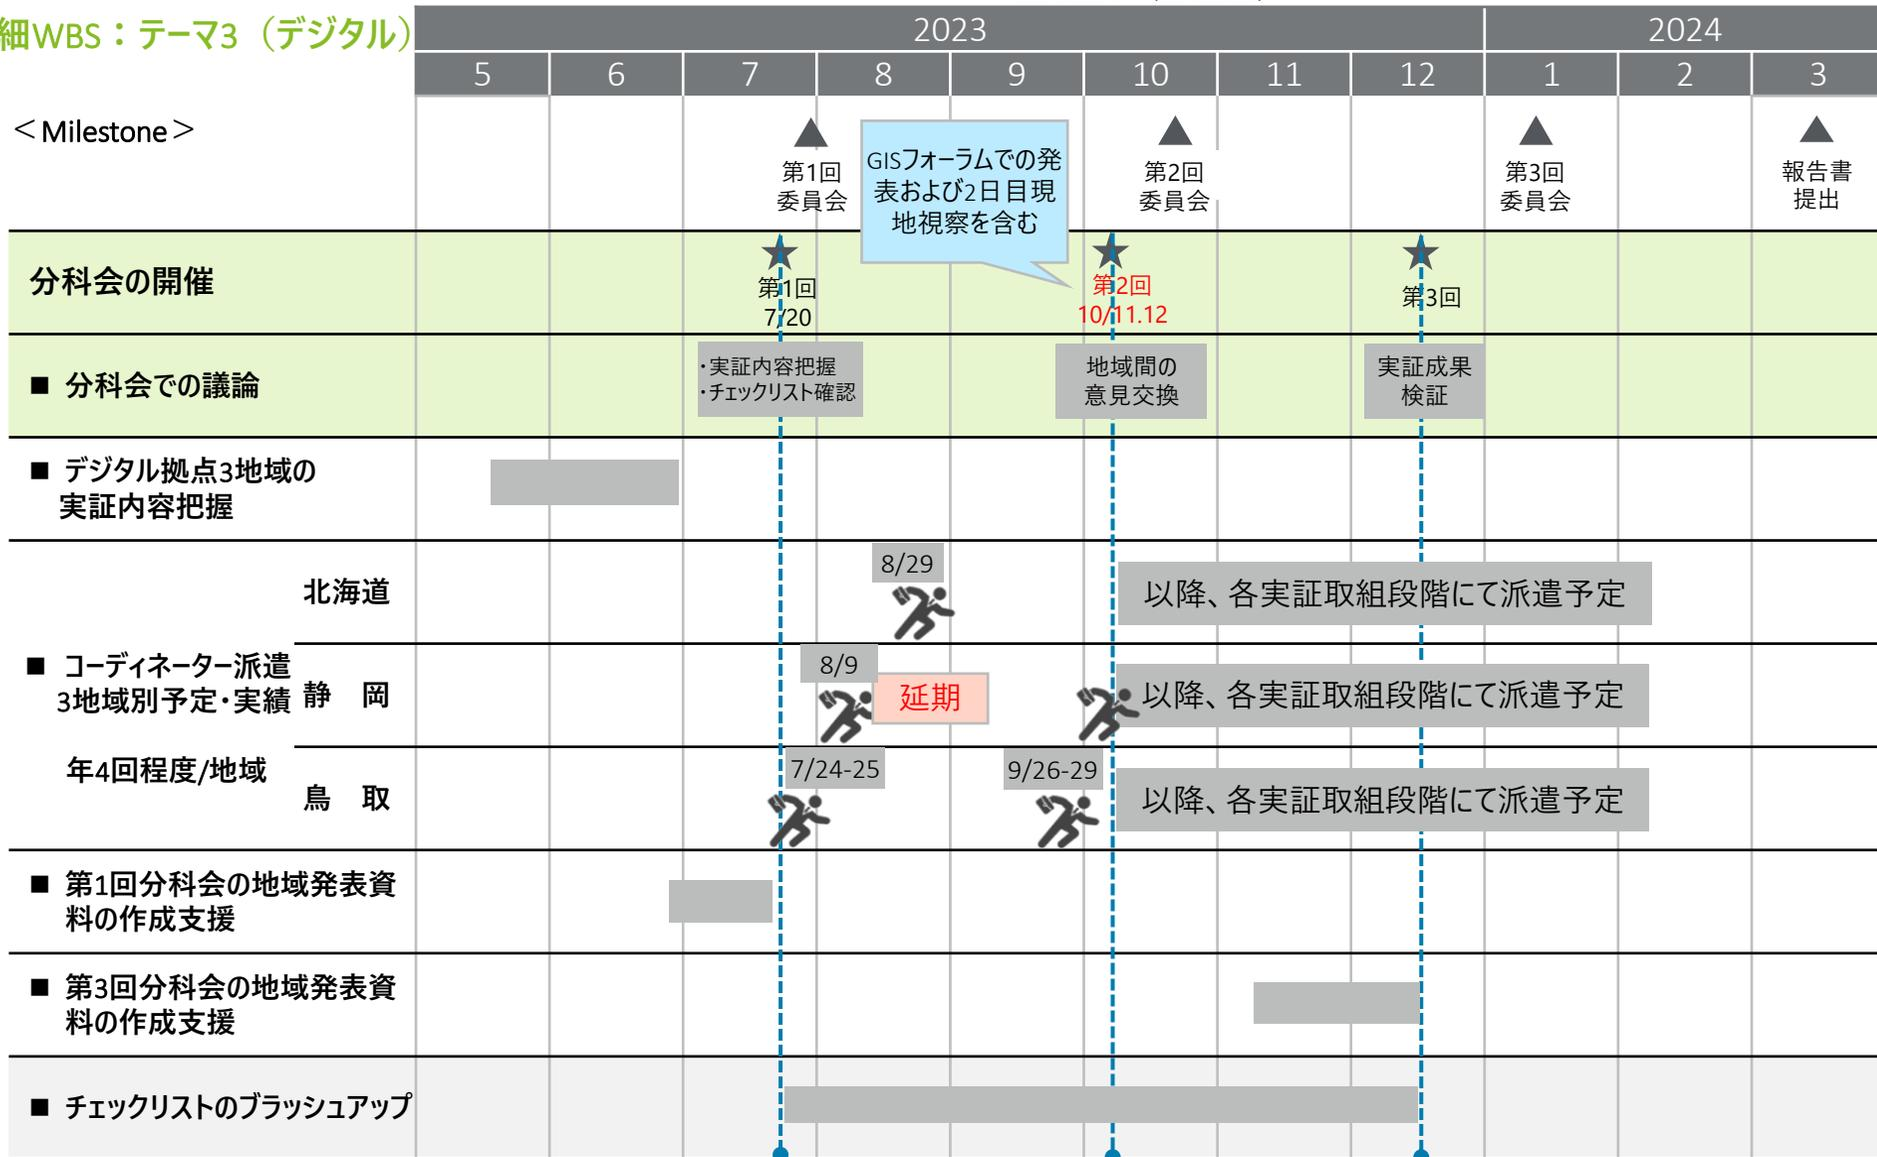 細WBS：テーマ3（デジタル）
2023
2024
5
6
7
8
9
10
11
12
1
2
3
＜Milestone＞
第1回
委員会
GISフォーラムでの発
表および2日目現
地視察を含む
第2回
委員会
第3回
委員会
報告書
提出
分科会の開催
第1回
7/20
第2回
10/11.12
第3回
■ 分科会での議論
・実証内容把握
・チェックリスト確認
地域間の
意見交換
実証成果
検証
■ デジタル拠点3地域の
実証内容把握
■ コーディネーター派遣
3地域別予定・実績
年4回程度/地域
北海道
8/29
以降、各実証取組段階にて派遣予定
静　岡
8/9
延期
以降、各実証取組段階にて派遣予定
鳥　取
7/24-25
9/26-29
以降、各実証取組段階にて派遣予定
■ 第1回分科会の地域発表資
料の作成支援
■ 第3回分科会の地域発表資
料の作成支援
■ チェックリストのブラッシュアップ